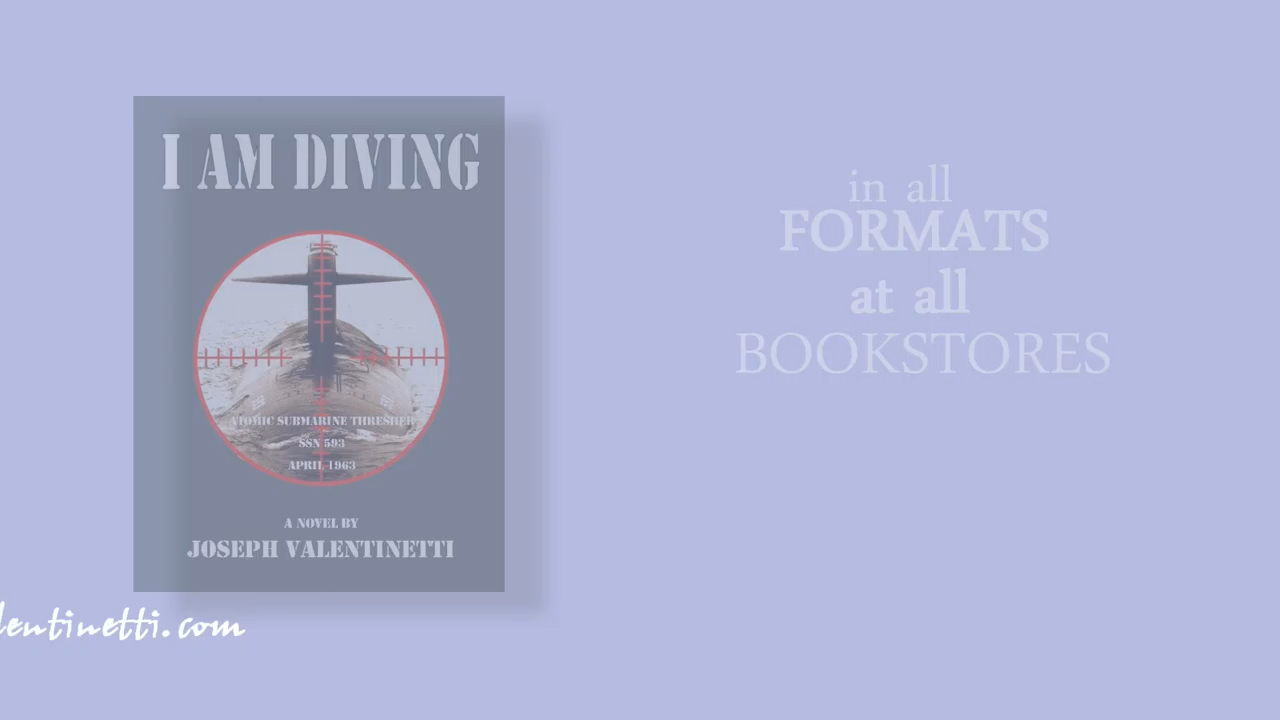 I AM DIVING
ATOMIC SUBMARINE THRESHER
SSN 593
APRIL 1963
A NOVEL BY
JOSEPH VALENTINETTI
in all
FORMATS
at all
BOOKSTORES
lentinetti.com